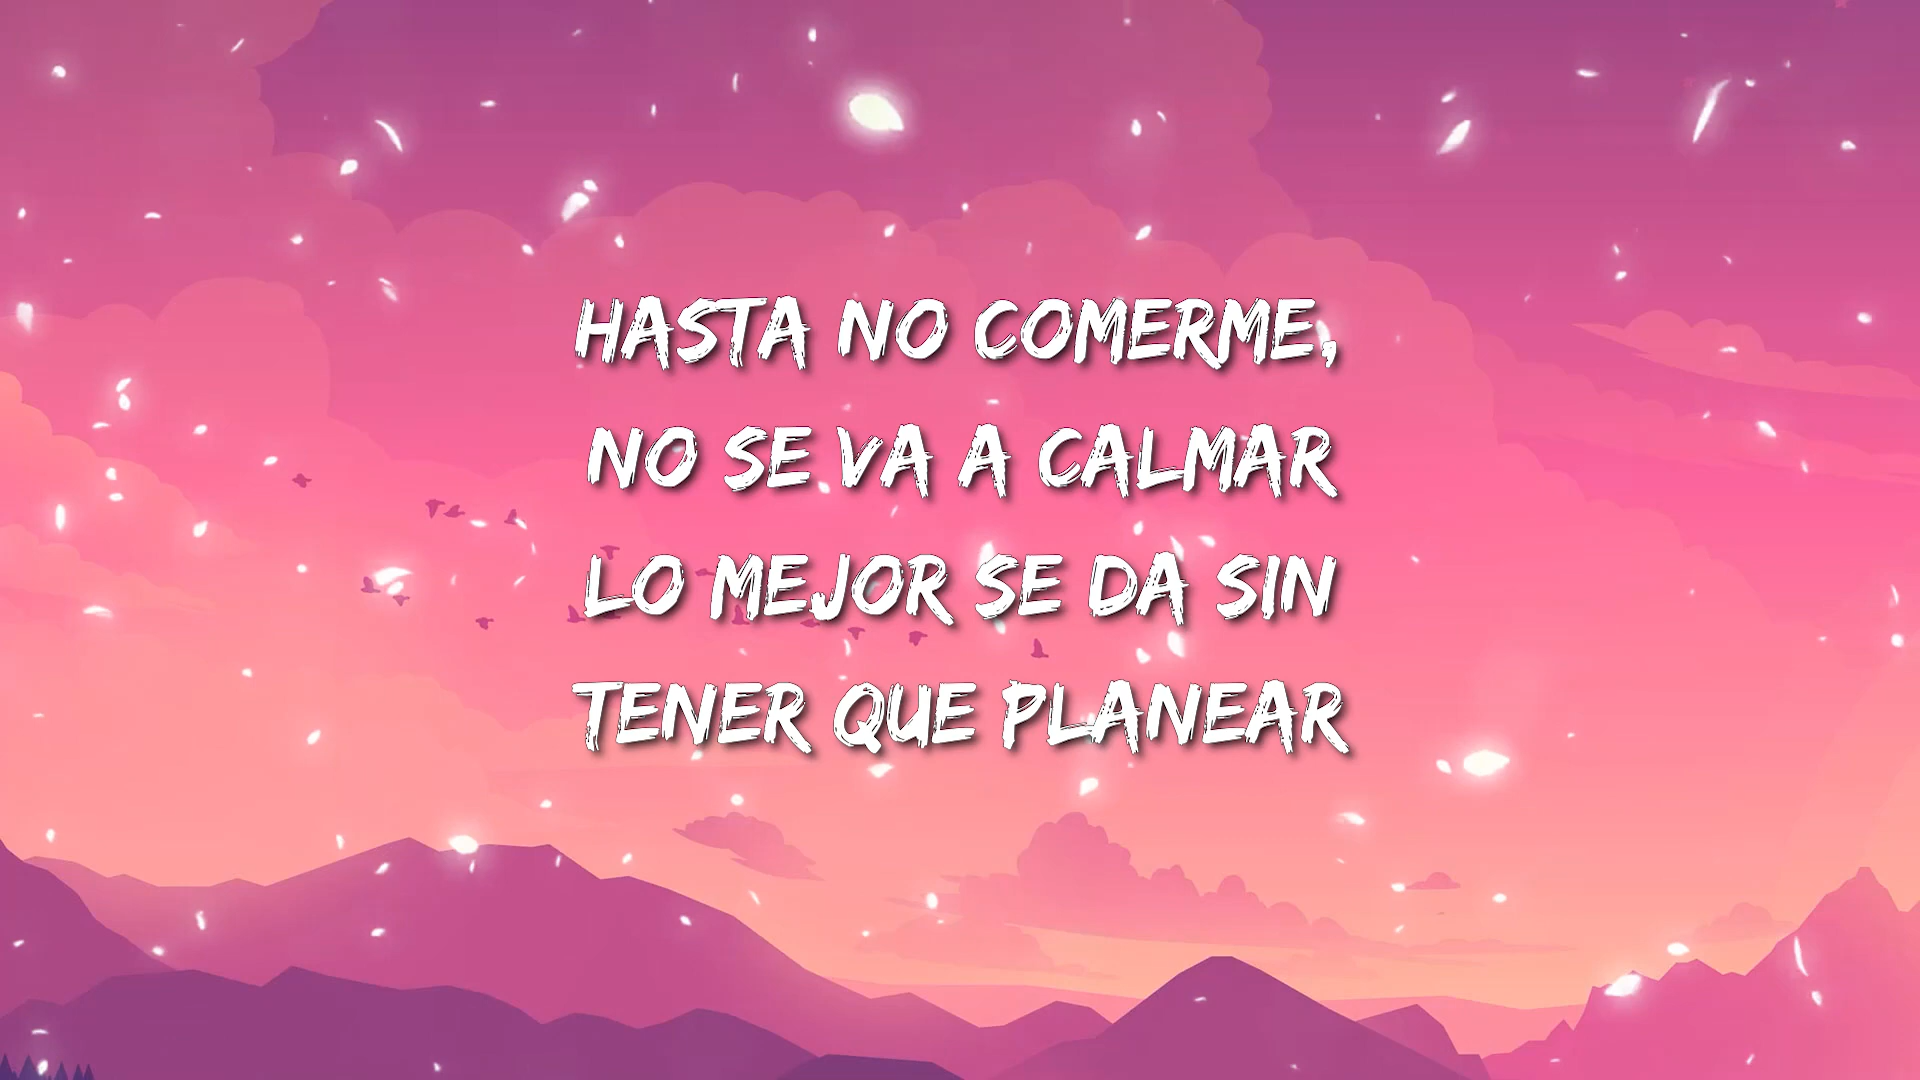 HASTA NO COMERME,
NO SE VA A CALMAR
LO MEJOR SE DA SIN
TENER QUE PLANEAR